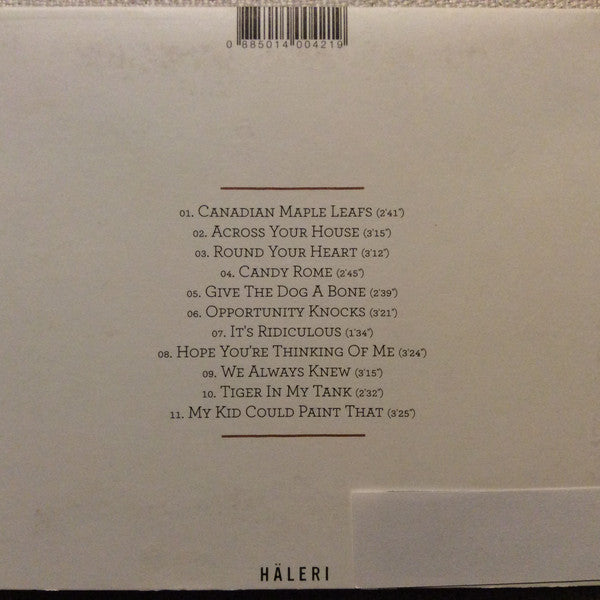 0 885014 004219
01. Canadian Maple Leafs (2'41")
02. Across Your House (3'15")
03. Round Your Heart (3'12")
04. Candy Rome (2'45")
05. Give The Dog A Bone (2'39")
06. Opportunity Knocks (3'21")
07. It's Ridiculous (1'34")
08. Hope You're Thinking Of Me (3'24")
09. We Always Knew (3'15")
10. Tiger In My Tank (2'32")
11. My Kid Could Paint That (3'25")
HÄLERI